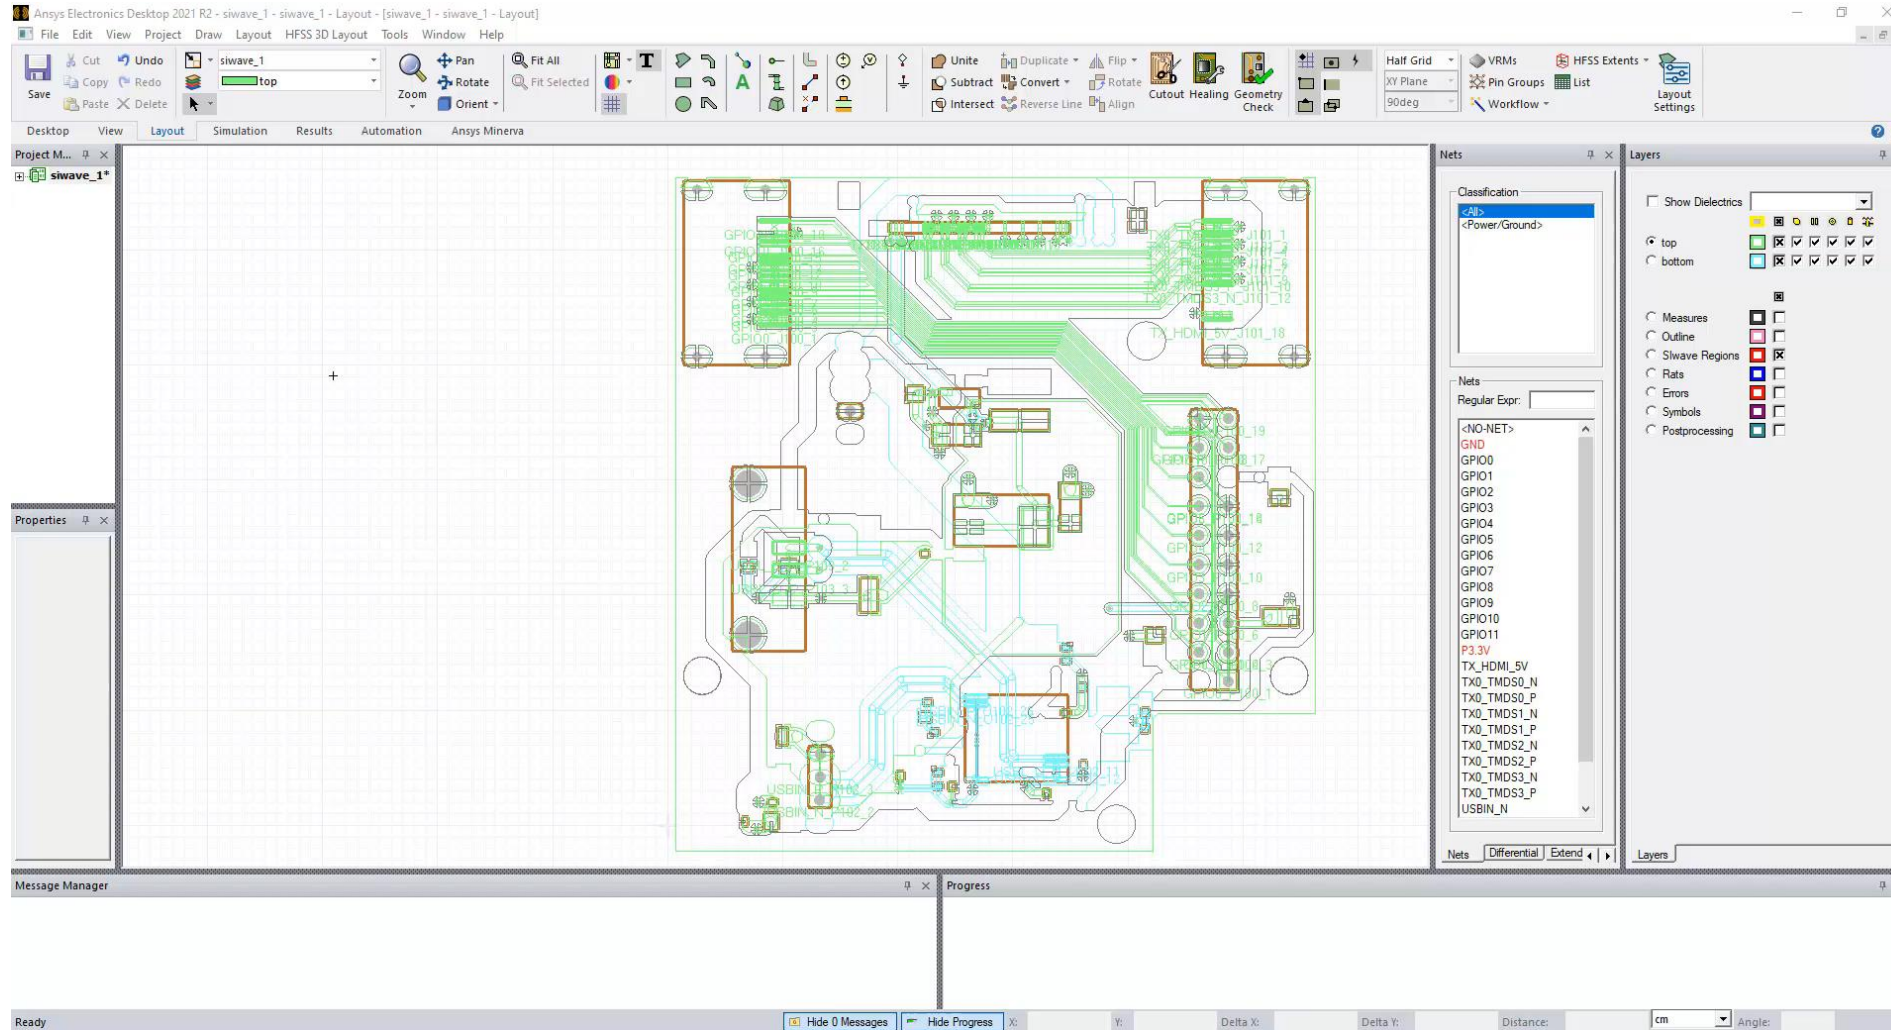 Ansys Electronics Desktop 2021 R2 - siwave_1 - siwave_1 - Layout - [siwave_1 - siwave_1 - Layout]
File Edit View Project Draw Layout HFSS 3D Layout Tools Window Help
Save
Cut Undo
Copy Redo
Paste Delete
siwave_1
top
Zoom
Pan
Rotate
Orient
Fit All
Fit Selected
T
A
Unite Duplicate Flip
Subtract Convert Rotate
Intersect Reverse Line Align
Cutout Healing Geometry Check
Half Grid
XY Plane
90deg
VRMs
Pin Groups
Workflow
HFSS Extents
List
Layout Settings
Desktop View Layout Simulation Results Automation Ansys Minerva
Project M...
siwave_1*
Properties
TX_HDMI_5V_J101_18
Nets
Classification
<All>
<Power/Ground>
Nets
Regular Expr:
<NO-NET>
GND
GPIO0
GPIO1
GPIO2
GPIO3
GPIO4
GPIO5
GPIO6
GPIO7
GPIO8
GPIO9
GPIO10
GPIO11
P3.3V
TX_HDMI_5V
TX0_TMDS0_N
TX0_TMDS0_P
TX0_TMDS1_N
TX0_TMDS1_P
TX0_TMDS2_N
TX0_TMDS2_P
TX0_TMDS3_N
TX0_TMDS3_P
USBIN_N
Nets Differential Extend
Layers
Show Dielectrics
top
bottom
Measures
Outline
SIwave Regions
Rats
Errors
Symbols
Postprocessing
Layers
Message Manager
Progress
Ready
Hide 0 Messages
Hide Progress
X:
Y:
Delta X:
Delta Y:
Distance:
cm
Angle: